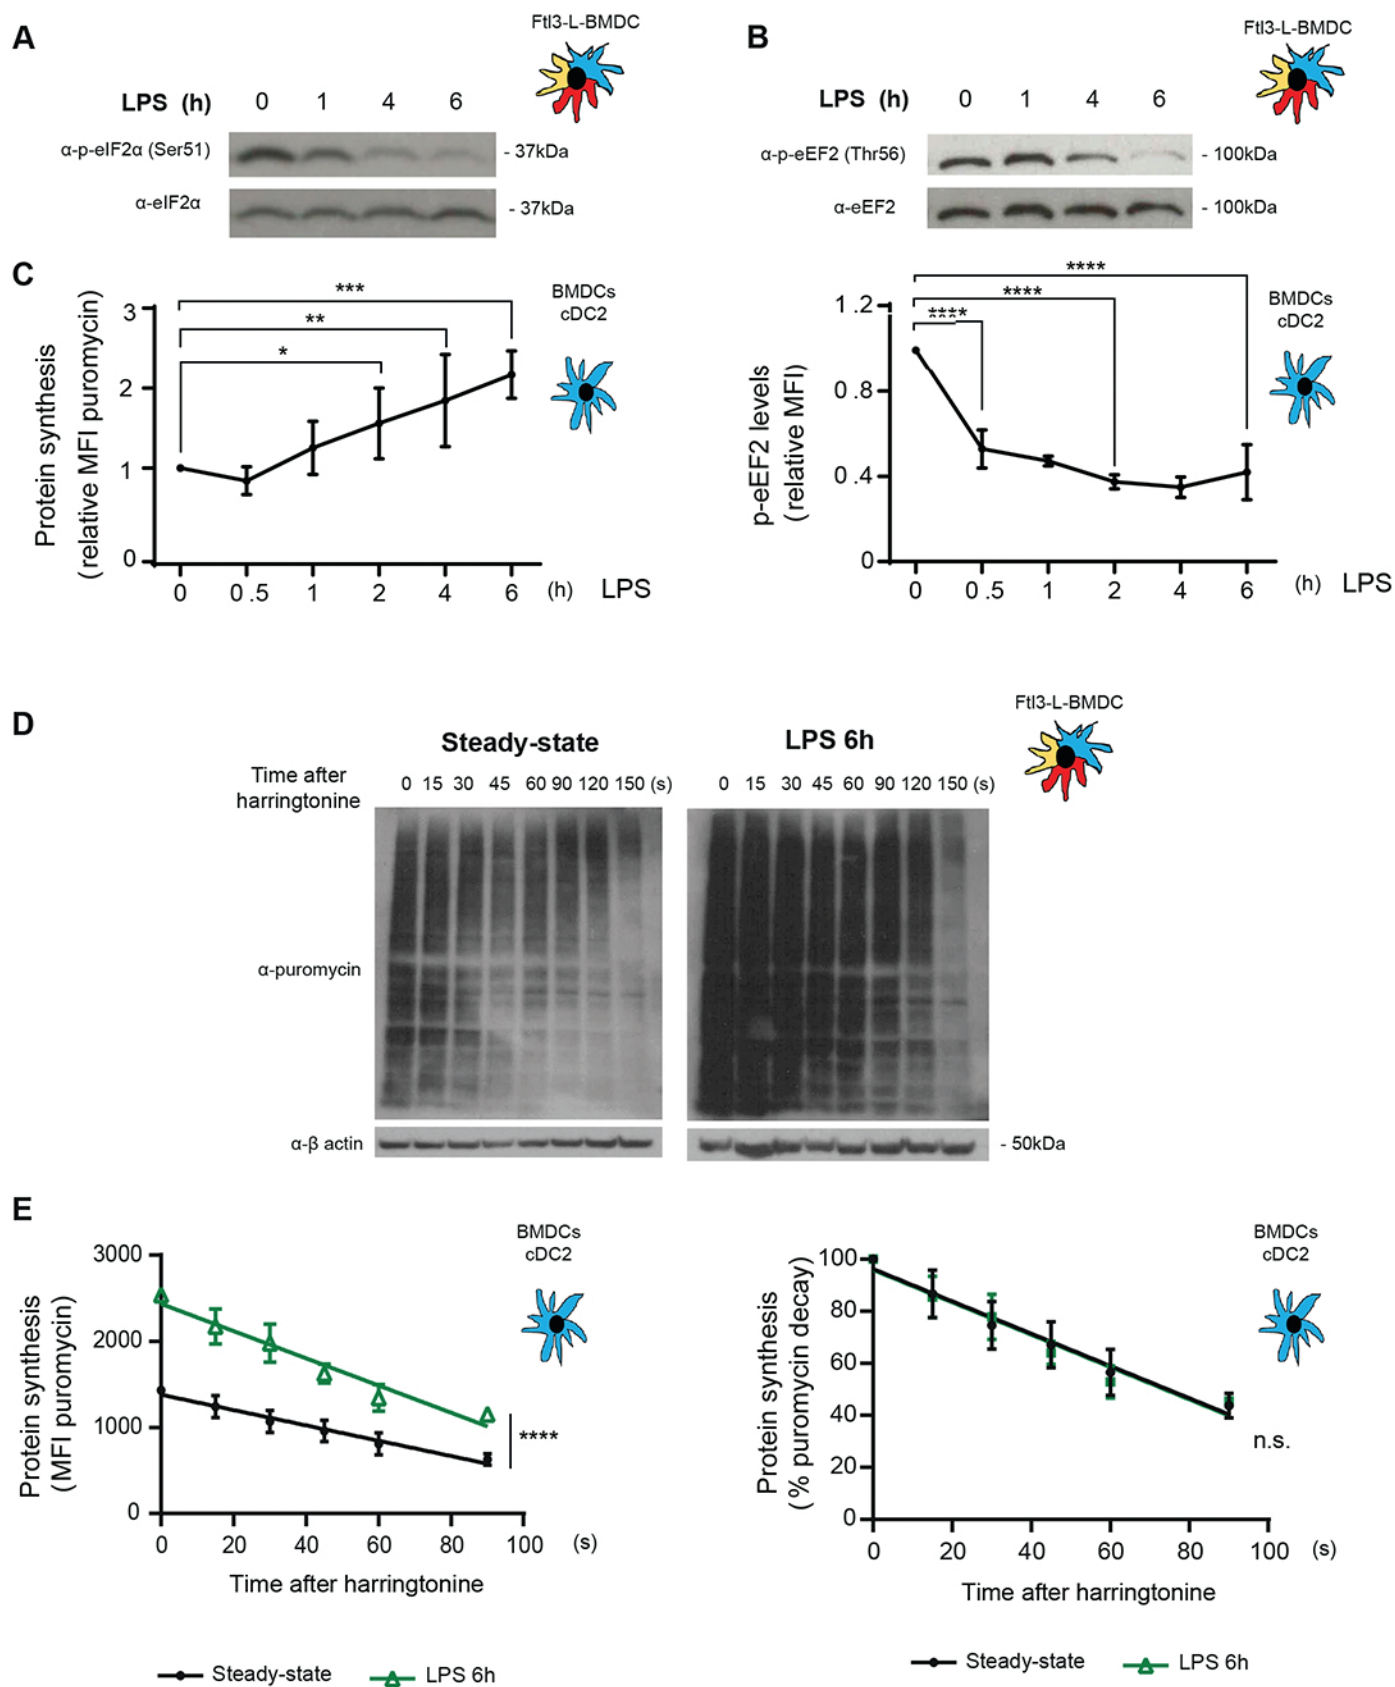 A
Ftl3-L-BMDC
LPS (h) 0 1 4 6
α-p-eIF2α (Ser51)
- 37kDa
α-eIF2α
- 37kDa
B
Ftl3-L-BMDC
LPS (h) 0 1 4 6
α-p-eEF2 (Thr56)
- 100kDa
α-eEF2
- 100kDa
C
Protein synthesis
(relative MFI puromycin)
3
2
1
0
***
**
*
BMDCs
cDC2
0 0.5 1 2 4 6 (h) LPS
p-eEF2 levels
(relative MFI)
1.2
0.8
0.4
0
****
****
****
BMDCs
cDC2
0 0.5 1 2 4 6 (h) LPS
D
Ftl3-L-BMDC
Steady-state
LPS 6h
Time after
harringtonine
0 15 30 45 60 90 120 150 (s)
0 15 30 45 60 90 120 150 (s)
α-puromycin
α-β actin
- 50kDa
E
Protein synthesis
(MFI puromycin)
3000
2000
1000
0
BMDCs
cDC2
****
0 20 40 60 80 100 (s)
Time after harringtonine
Steady-state LPS 6h
Protein synthesis
(% puromycin decay)
100
80
60
40
20
0
BMDCs
cDC2
n.s.
0 20 40 60 80 100 (s)
Time after harringtonine
Steady-state LPS 6h